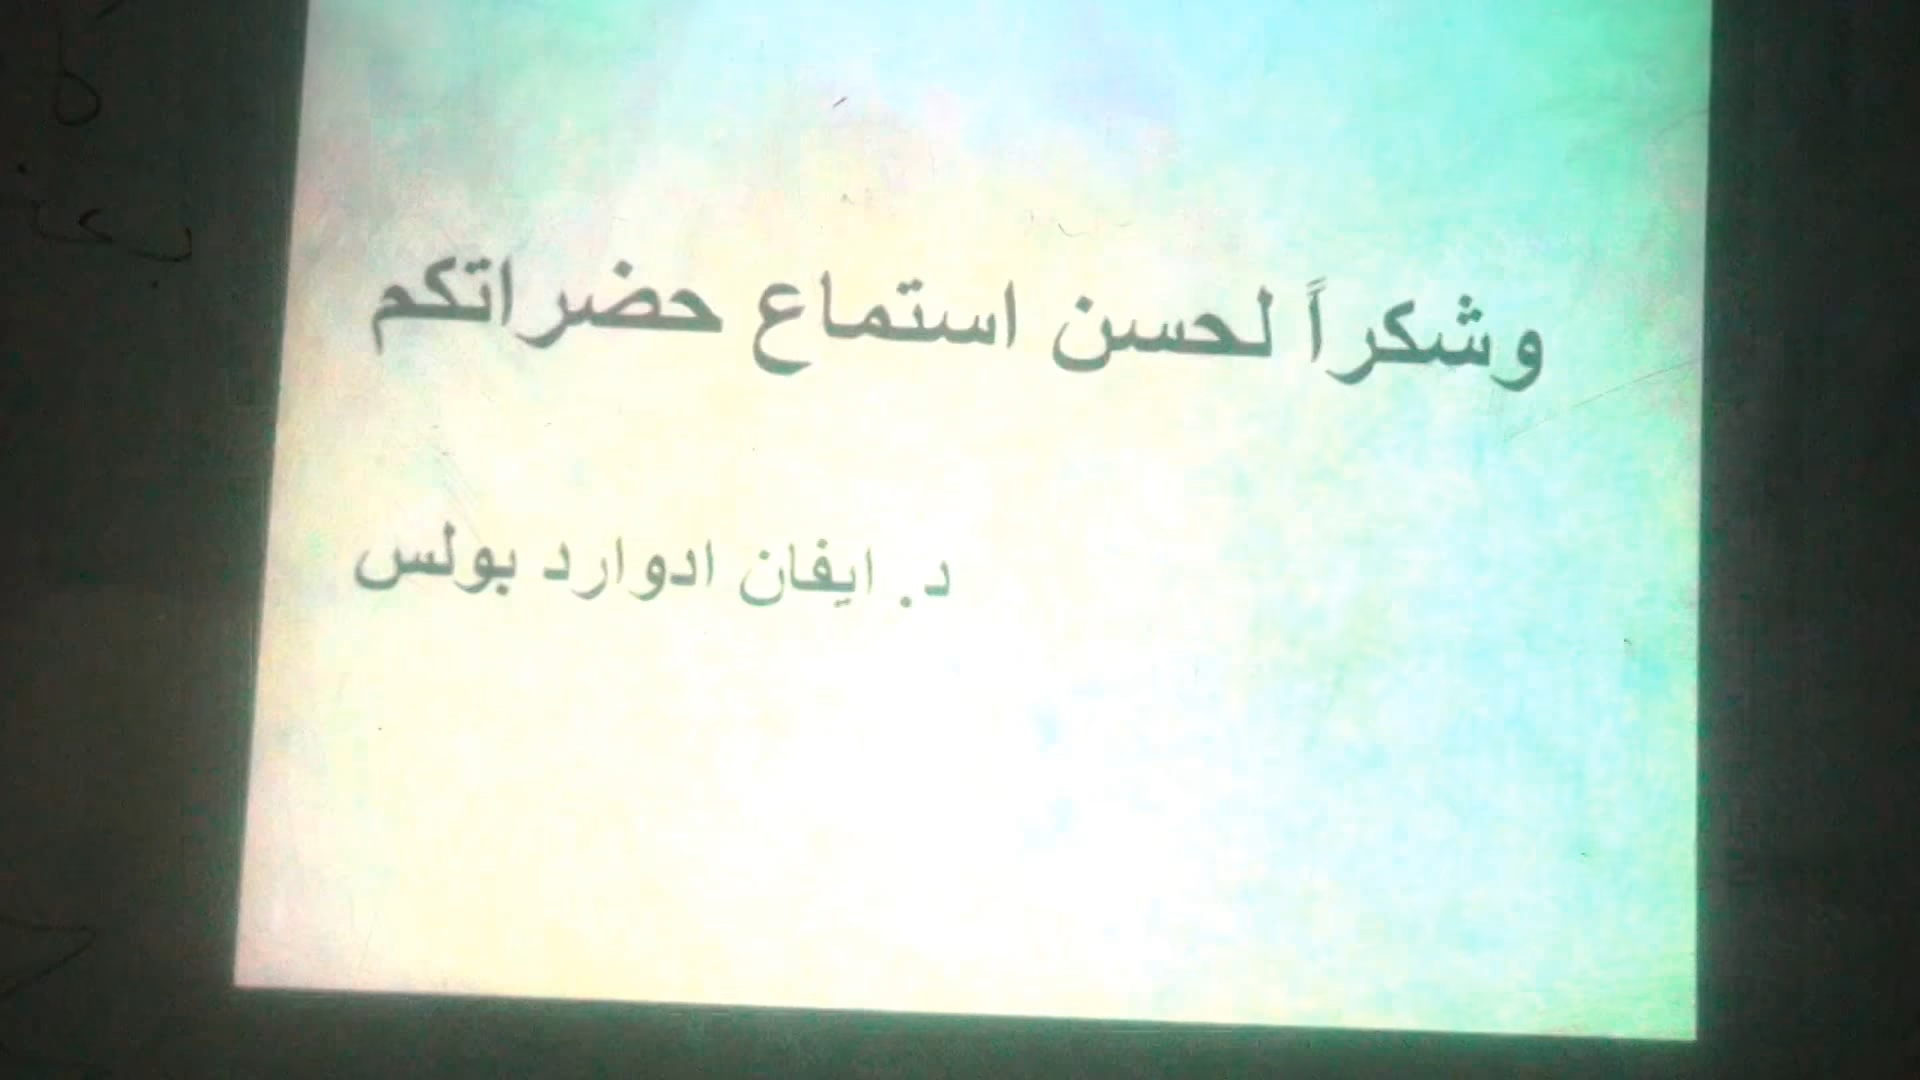 وشكراً لحسن استماع حضراتكم
د. ايفان ادوارد بولس